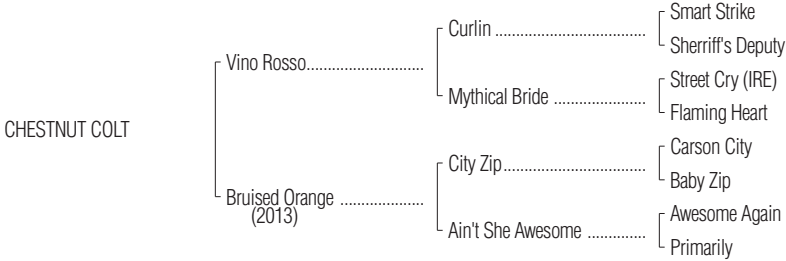 Smart Strike
Curlin ....................................
Sherriff's Deputy
Vino Rosso............................
Street Cry (IRE)
Mythical Bride ......................
Flaming Heart
CHESTNUT COLT
Carson City
City Zip..................................
Baby Zip
Bruised Orange ....................
(2013)
Awesome Again
Ain't She Awesome ..............
Primarily